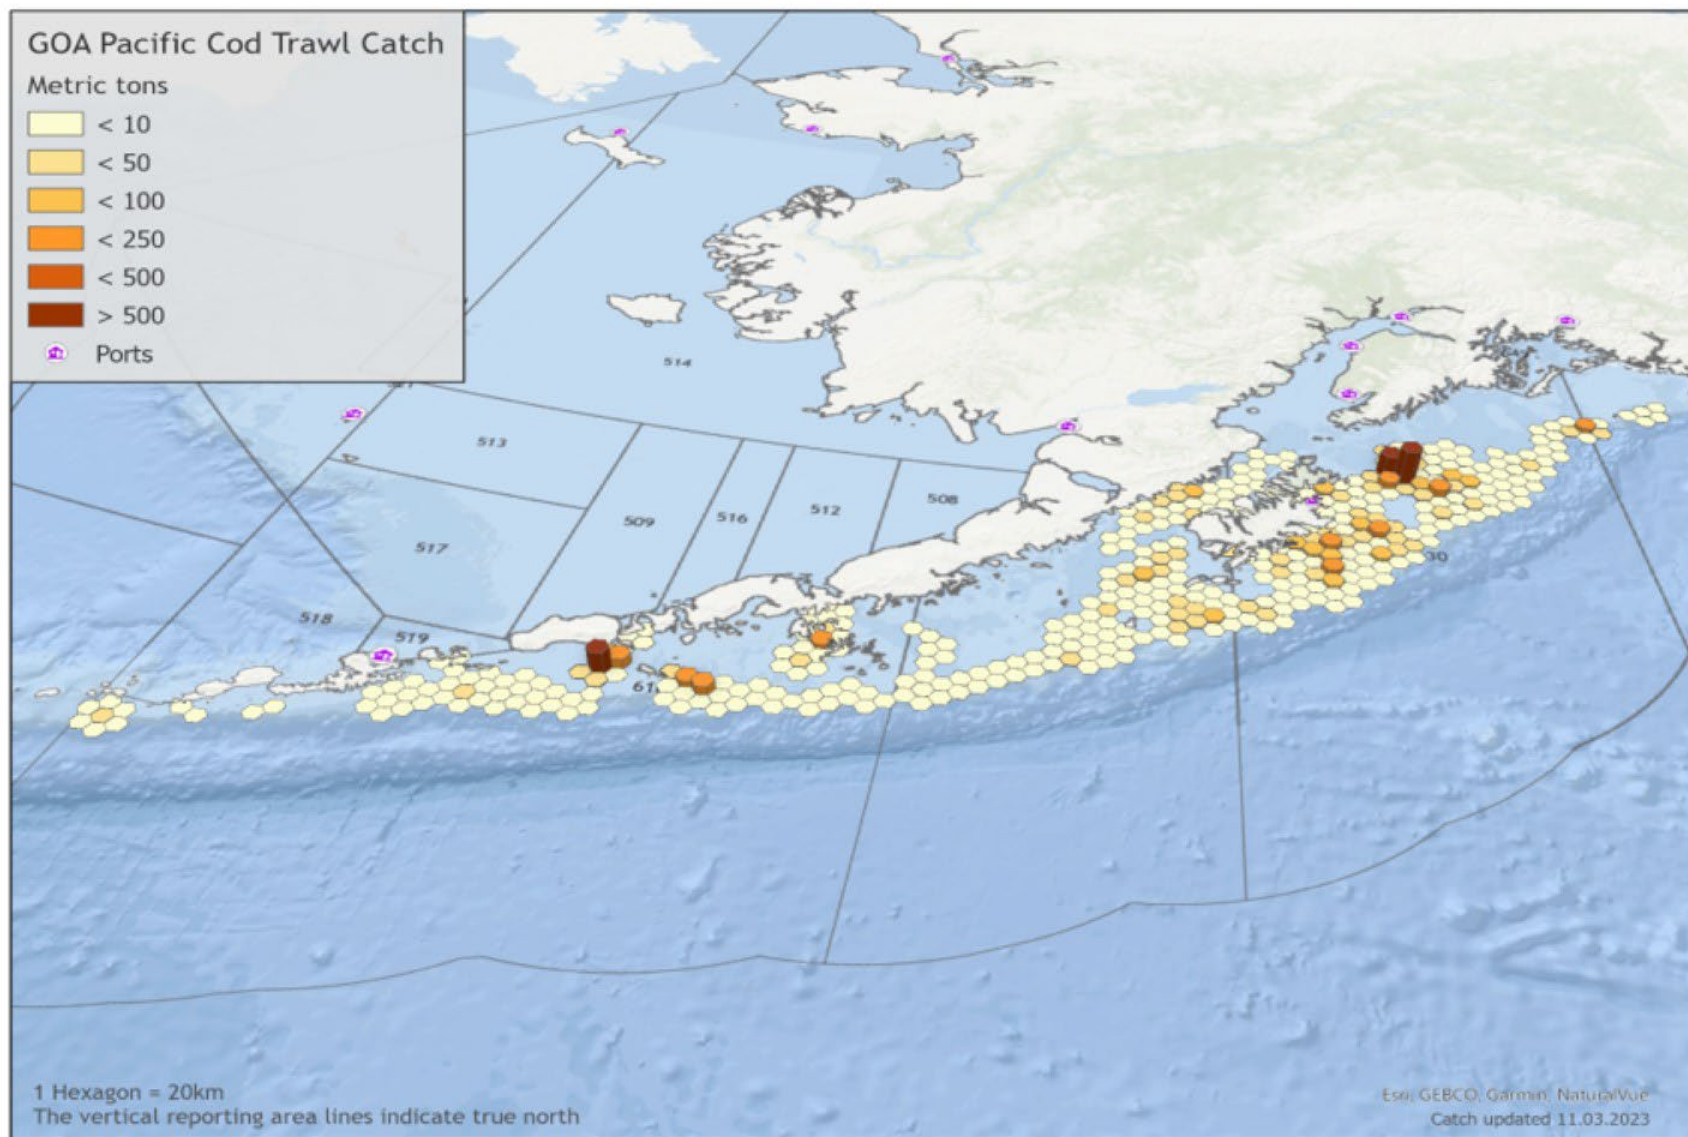 GOA Pacific Cod Trawl Catch
Metric tons
< 10
< 50
< 100
< 250
< 500
> 500
Ports
514
513
508
512
516
509
517
518
519
30
61
1 Hexagon = 20km
The vertical reporting area lines indicate true north
Esri, GEBCO, Garmin, NaturalVue
Catch updated 11.03.2023